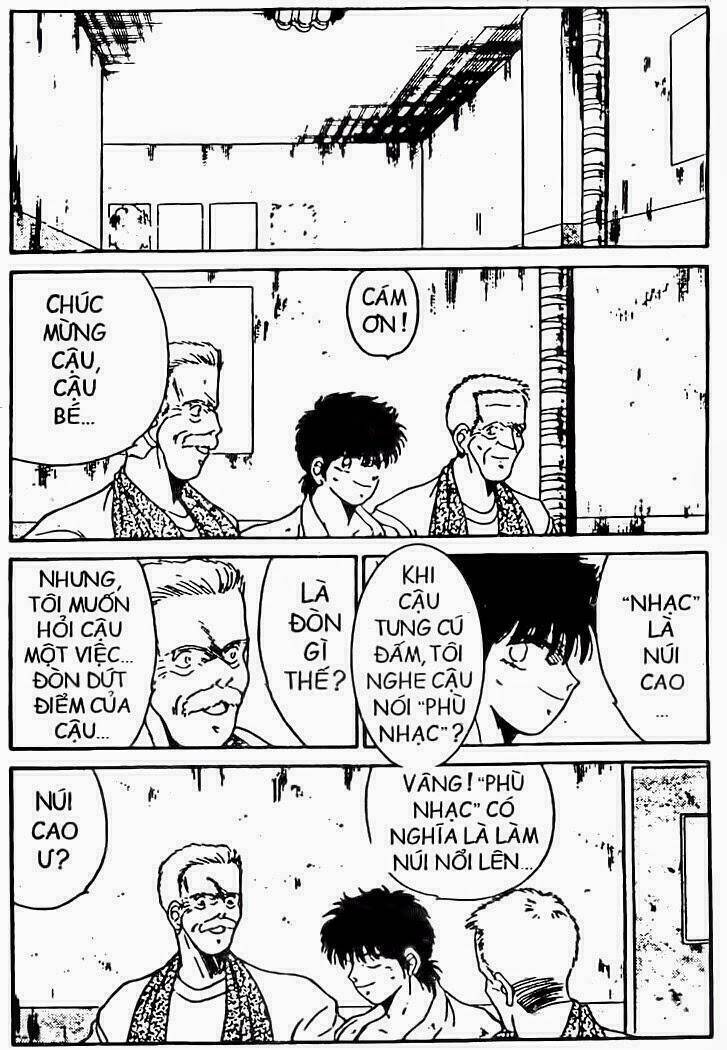 CHÚC
MỪNG
CẬU,
CẬU
BÉ...
CÁM
ƠN!
NHƯNG,
TÔI MUỐN
HỎI CẬU
MỘT VIỆC...
ĐÒN DỨT
ĐIỂM CỦA
CẬU...
LÀ
ĐÒN
GÌ
THẾ?
KHI
CẬU
TUNG CÚ
ĐẤM, TÔI
NGHE CẬU
NÓI "PHÙ
NHẠC"?
"NHẠC"
LÀ
NÚI
CAO
...
NÚI
CAO
Ư?
VÂNG! "PHÙ
NHẠC" CÓ
NGHĨA LÀ LÀM
NÚI NỔI LÊN...